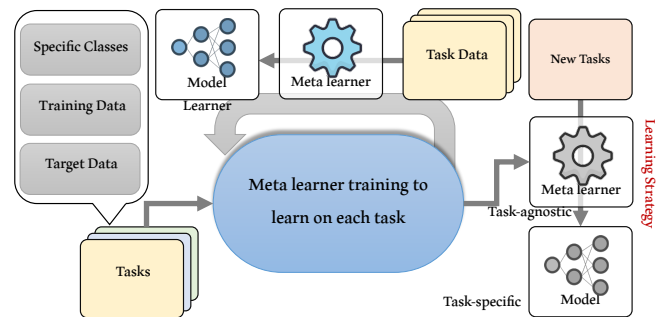 Specific Classes
Training Data
Target Data
Tasks
Model
Learner
Meta learner
Task Data
New Tasks
Meta learner training to
learn on each task
Meta learner
Task-agnostic
Learning Strategy
Task-specific
Model